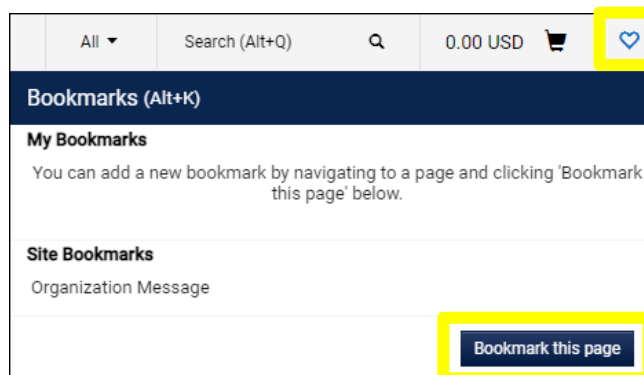 All Search (Alt+Q) 0.00 USD
Bookmarks (Alt+K)
My Bookmarks
You can add a new bookmark by navigating to a page and clicking 'Bookmark
this page' below.
Site Bookmarks
Organization Message
Bookmark this page